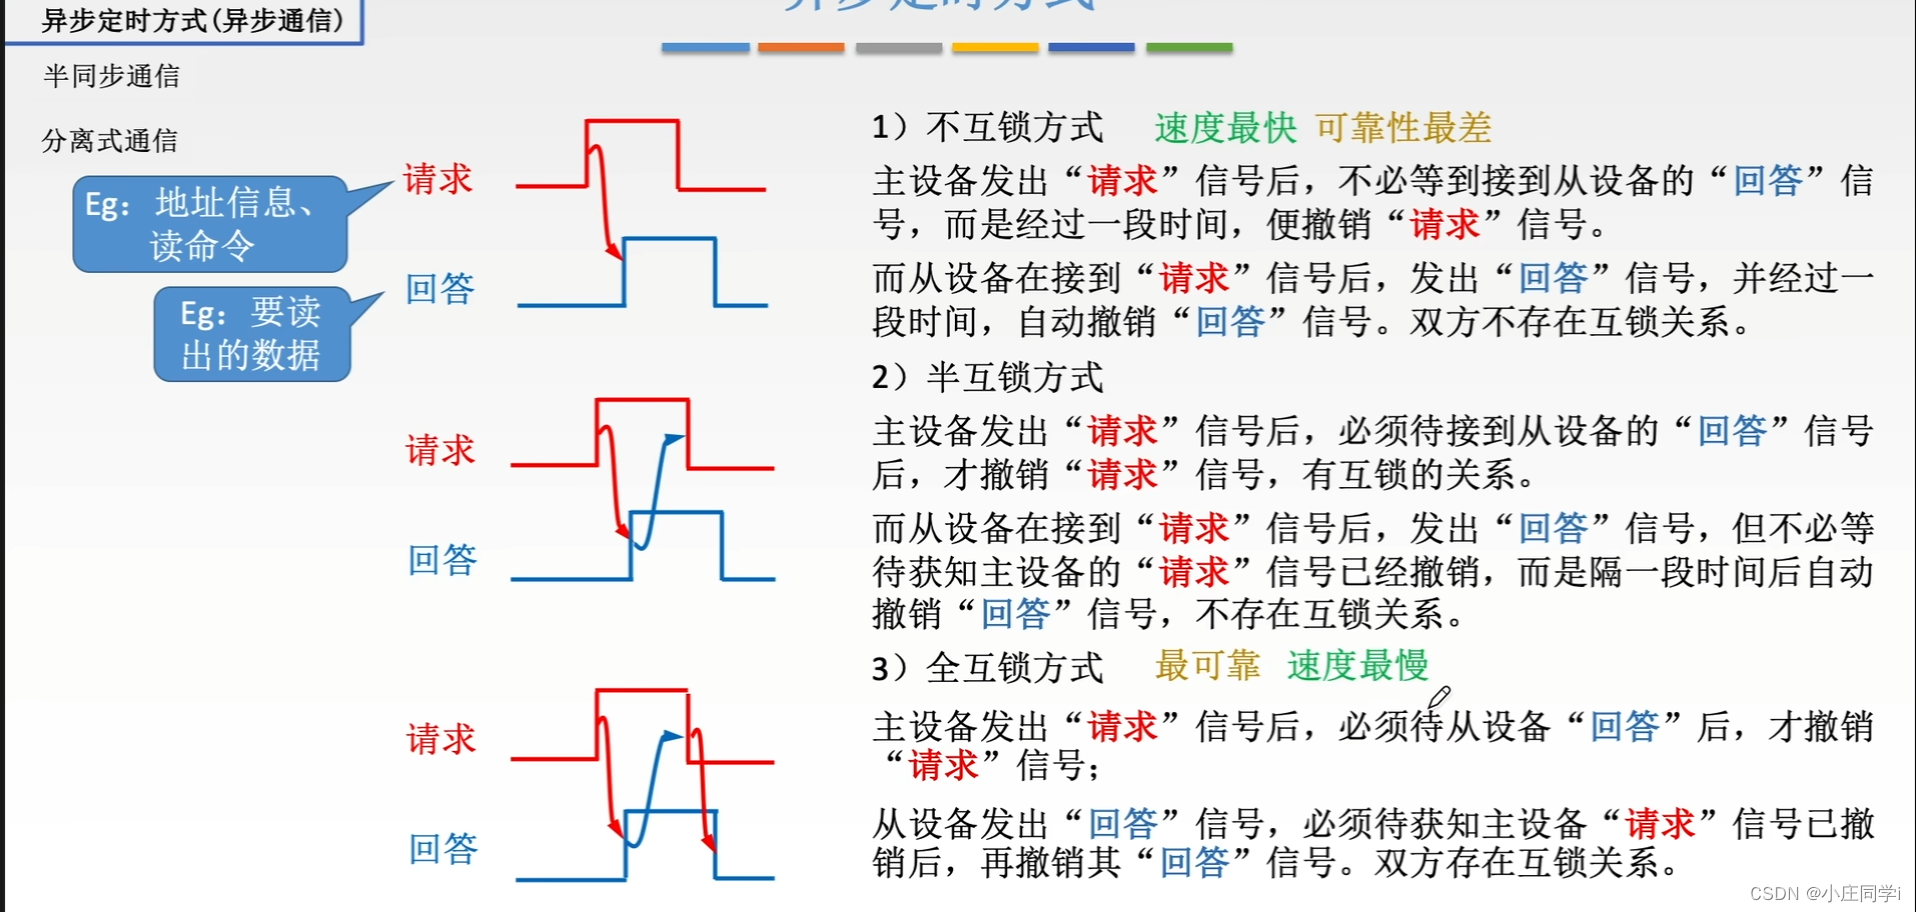 异步定时方式
异步定时方式(异步通信)
半同步通信
分离式通信
请求
Eg：地址信息、
读命令
回答
Eg：要读
出的数据
1）不互锁方式 速度最快 可靠性最差
主设备发出“请求”信号后，不必等到接到从设备的“回答”信
号，而是经过一段时间，便撤销“请求”信号。
而从设备在接到“请求”信号后，发出“回答”信号，并经过一
段时间，自动撤销“回答”信号。双方不存在互锁关系。
请求
回答
2）半互锁方式
主设备发出“请求”信号后，必须待接到从设备的“回答”信号
后，才撤销“请求”信号，有互锁的关系。
而从设备在接到“请求”信号后，发出“回答”信号，但不必等
待获知主设备的“请求”信号已经撤销，而是隔一段时间后自动
撤销“回答”信号，不存在互锁关系。
请求
回答
3）全互锁方式 最可靠 速度最慢
主设备发出“请求”信号后，必须待从设备“回答”后，才撤销
“请求”信号；
从设备发出“回答”信号，必须待获知主设备“请求”信号已撤
销后，再撤销其“回答”信号。双方存在互锁关系。
CSDN @小庄同学i